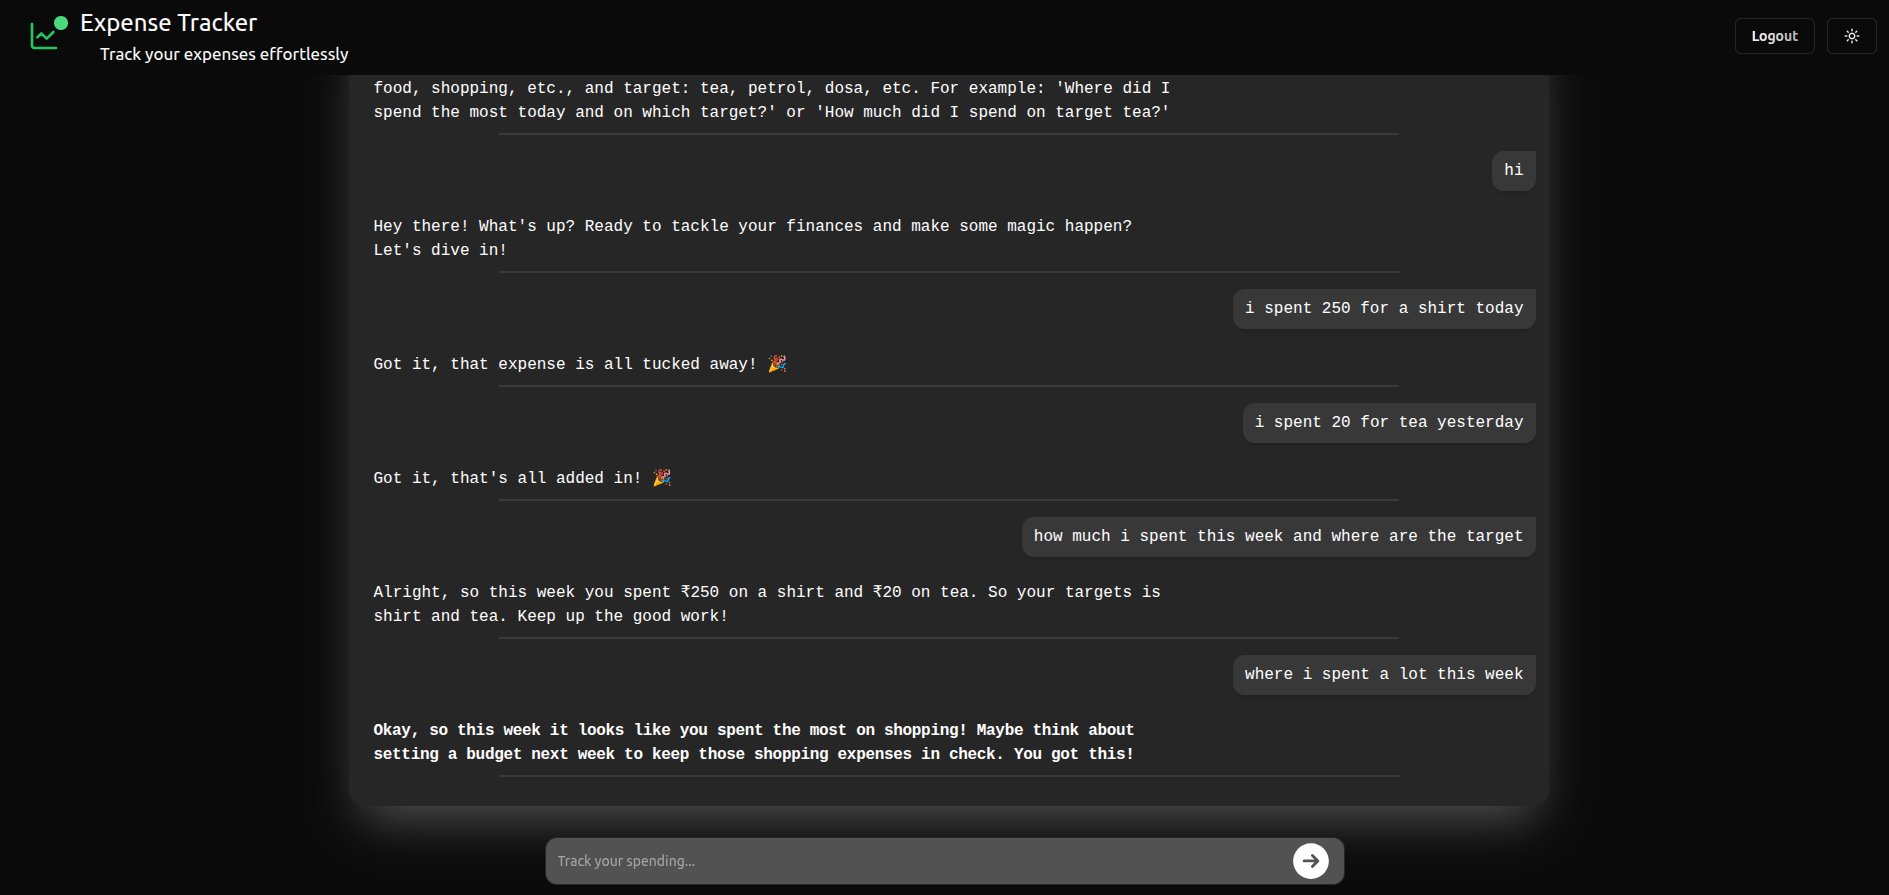 Expense Tracker
Track your expenses effortlessly
Logout
food, shopping, etc., and target: tea, petrol, dosa, etc. For example: 'Where did I
spend the most today and on which target?' or 'How much did I spend on target tea?'
hi
Hey there! What's up? Ready to tackle your finances and make some magic happen?
Let's dive in!
i spent 250 for a shirt today
Got it, that expense is all tucked away! 🎉
i spent 20 for tea yesterday
Got it, that's all added in! 🎉
how much i spent this week and where are the target
Alright, so this week you spent ₹250 on a shirt and ₹20 on tea. So your targets is
shirt and tea. Keep up the good work!
where i spent a lot this week
Okay, so this week it looks like you spent the most on shopping! Maybe think about
setting a budget next week to keep those shopping expenses in check. You got this!
Track your spending...